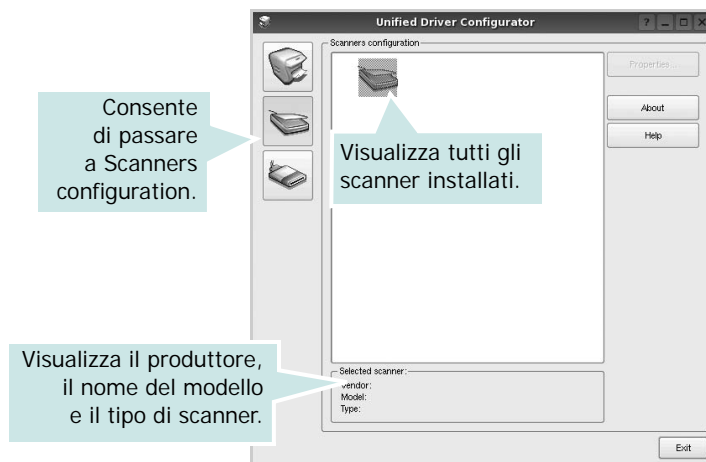 Unified Driver Configurator
Scanners configuration
Properties...
About
Help
Consente
di passare
a Scanners
configuration.
Visualizza tutti gli
scanner installati.
Visualizza il produttore,
il nome del modello
e il tipo di scanner.
Selected scanner:
Vendor:
Model:
Type:
Exit